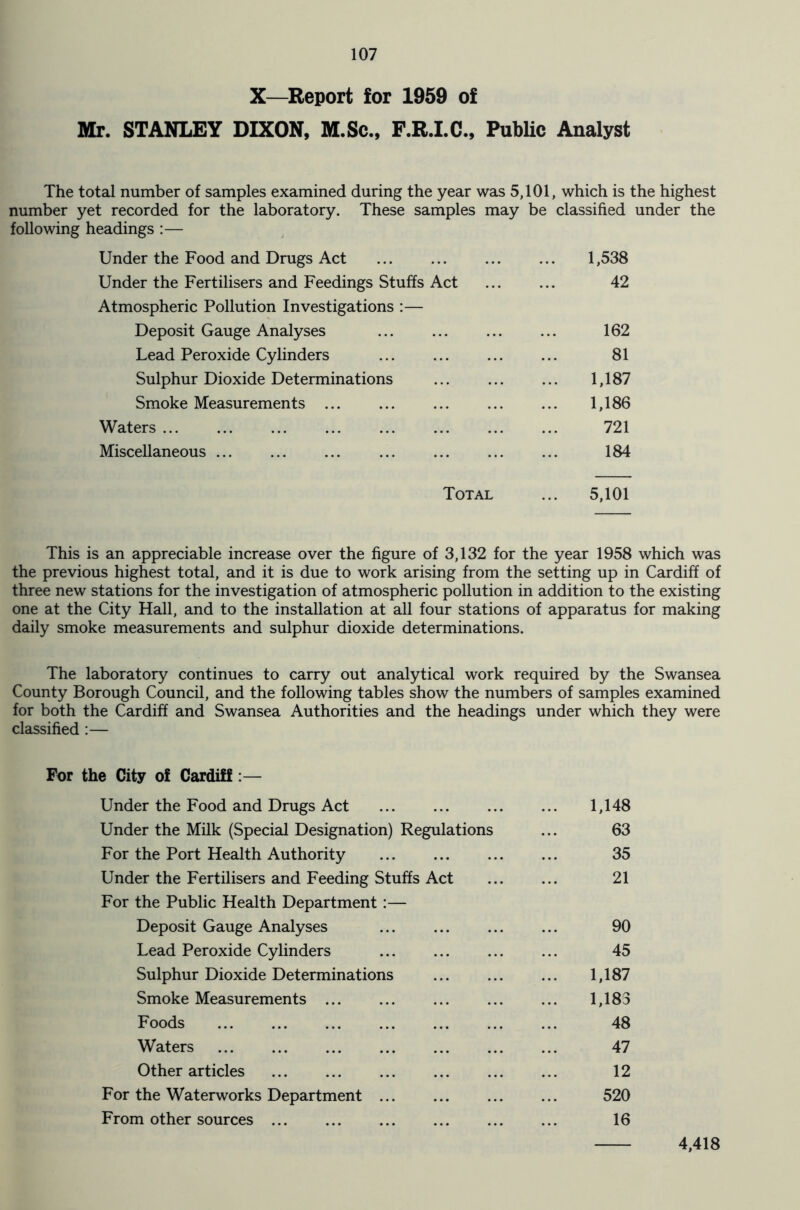 107
X—Report for 1959 of
Mr. STANLEY DIXON, M.Sc., F.R.I.C., Public Analyst
The total number of samples examined during the year was 5,101, which is the highest
number yet recorded for the laboratory. These samples may be classified under the
following headings :—
Under the Food and Drugs Act ... ... ... ... 1,538
Under the Fertilisers and Feedings Stuffs Act ... ... 42
Atmospheric Pollution Investigations :—
Deposit Gauge Analyses ... ... ... ... 162
Lead Peroxide Cylinders ... ... ... ... 81
Sulphur Dioxide Determinations ... ... ... 1,187
Smoke Measurements ... ... ... ... ... 1,186
Waters ... ... ... ... ... ... ... ... 721
Miscellaneous ... ... ... ... ... ... ... 184
Total ... 5,101
This is an appreciable increase over the figure of 3,132 for the year 1958 which was
the previous highest total, and it is due to work arising from the setting up in Cardiff of
three new stations for the investigation of atmospheric pollution in addition to the existing
one at the City Hall, and to the installation at all four stations of apparatus for making
daily smoke measurements and sulphur dioxide determinations.
The laboratory continues to carry out analytical work required by the Swansea
County Borough Council, and the following tables show the numbers of samples examined
for both the Cardiff and Swansea Authorities and the headings under which they were
classified :—
For the City of Cardiff :—
Under the Food and Drugs Act ... ... ... ... 1,148
Under the Milk (Special Designation) Regulations ... 63
For the Port Health Authority ... ... ... ... 35
Under the Fertilisers and Feeding Stuffs Act ... ... 21
For the Public Health Department :—
Deposit Gauge Analyses ... ... ... ... 90
Lead Peroxide Cylinders ... ... ... ... 45
Sulphur Dioxide Determinations ... ... ... 1,187
Smoke Measurements ... ... ... ... ... 1,186
Foods ... ... ... ... ... ... ... 48
Waters ... ... ... ... ... ... ... 47
Other articles ... ... ... ... ... ... 12
For the Waterworks Department ... ... ... ... 520
From other sources ... ... ... ... ... ... 16
4,418